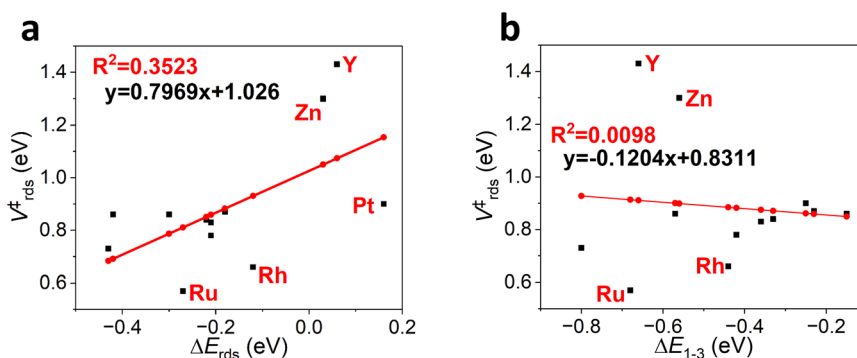 a
R²=0.3523
y=0.7969x+1.026
Y
Zn
Pt
Ru
Rh
V‡rds (eV)
1.4
1.2
1.0
0.8
0.6
−0.4
−0.2
0.0
0.2
ΔErds (eV)
b
Y
Zn
R²=0.0098
y=-0.1204x+0.8311
Rh
Ru
V‡rds (eV)
1.4
1.2
1.0
0.8
0.6
−0.8
−0.6
−0.4
−0.2
ΔE1-3 (eV)